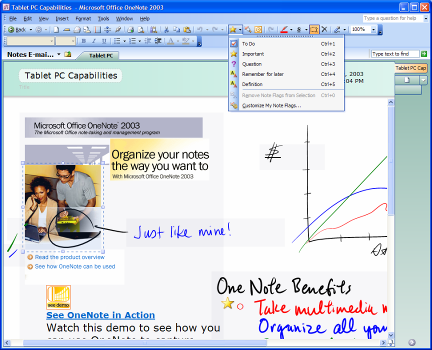 Tablet PC Capabilities - Microsoft Office OneNote 2003
File Edit View Insert Format Tools Window Help
Type a question for help
Back
100%
Notes E-mai...
Tablet PC
Type text to find
To Do Ctrl+1
Important Ctrl+2
Question Ctrl+3
Remember for later Ctrl+4
Definition Ctrl+5
Remove Note Flags from Selection Ctrl+0
Customize My Note Flags...
Tablet PC Capabilities
Title
2003
04 PM
Tablet PC Cap
Microsoft Office OneNote 2003
The Microsoft Office note-taking and management program
Organize your notes
the way you want to
With Microsoft Office OneNote 2003
Just like mine!
Read the product overview
See how OneNote can be used
see demo
See OneNote in Action
Watch this demo to see how you
can use OneNote to capture
$
One Note Benefits
Take multimedia n
Organize all you